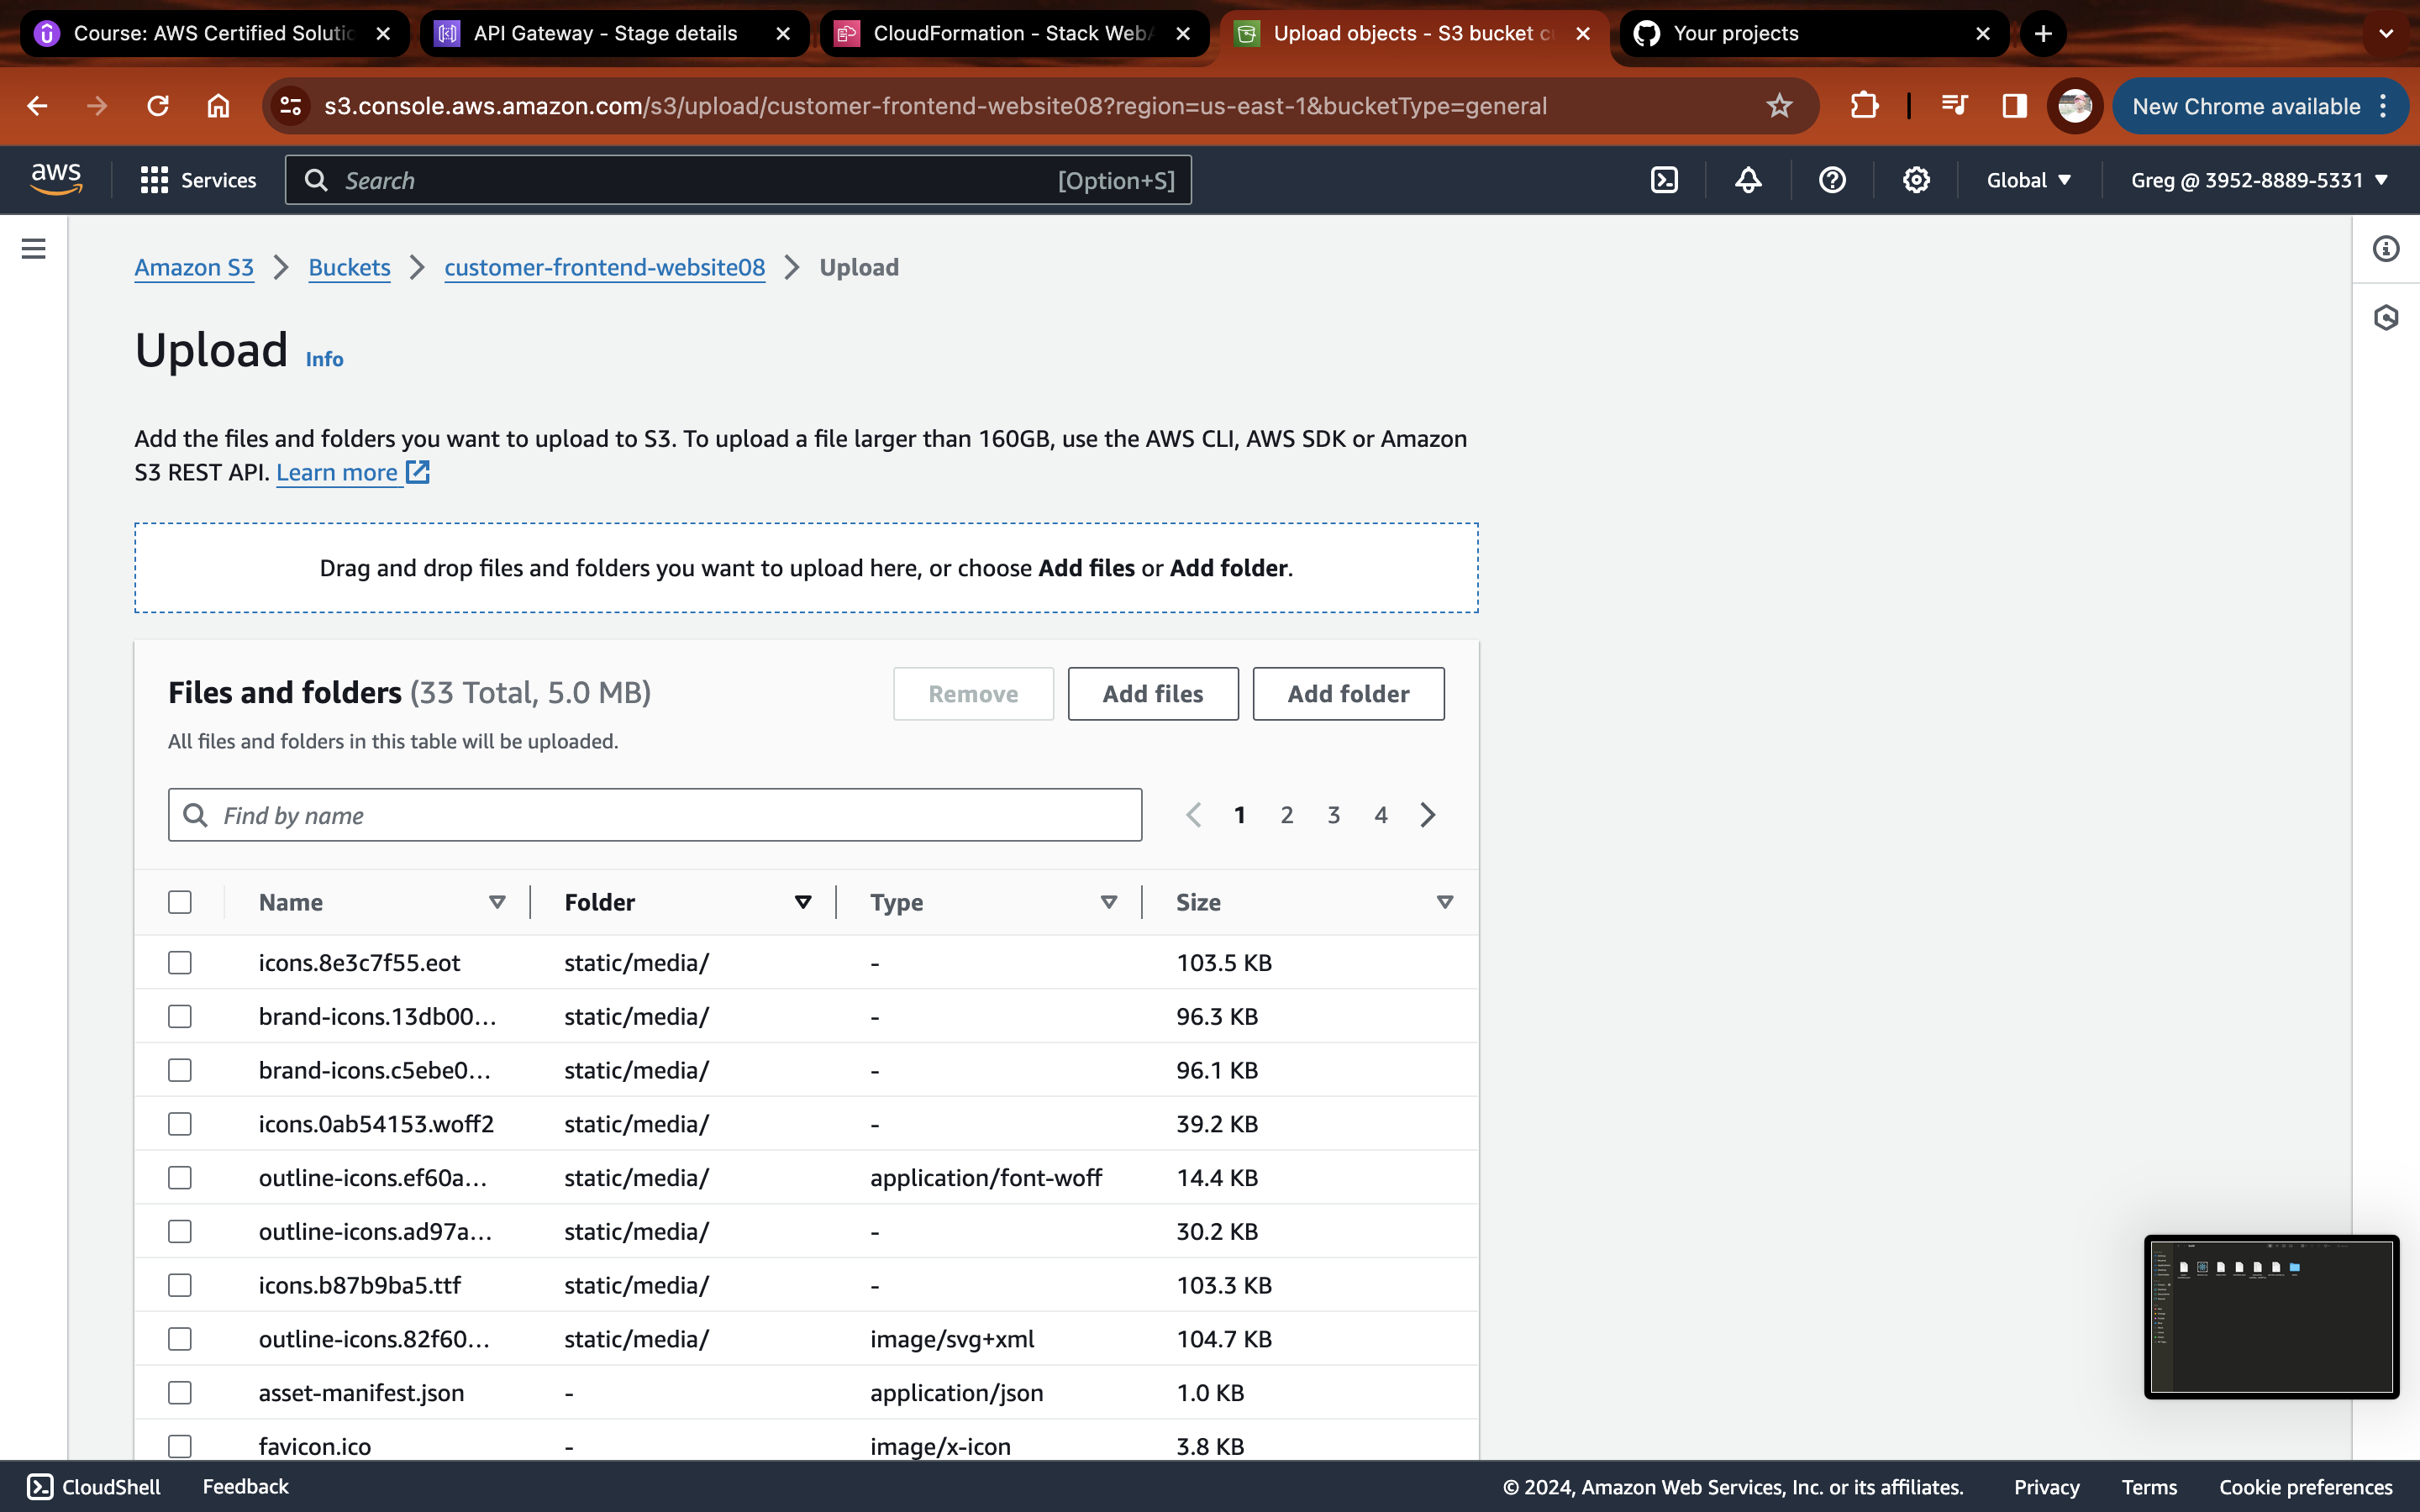 Course: AWS Certified Solutio
API Gateway - Stage details
CloudFormation - Stack WebA
Upload objects - S3 bucket cu
Your projects
s3.console.aws.amazon.com/s3/upload/customer-frontend-website08?region=us-east-1&bucketType=general
New Chrome available
aws
Services
Search
[Option+S]
Global
Greg @ 3952-8889-5331
Amazon S3
Buckets
customer-frontend-website08
Upload
Upload Info
Add the files and folders you want to upload to S3. To upload a file larger than 160GB, use the AWS CLI, AWS SDK or Amazon
S3 REST API. Learn more
Drag and drop files and folders you want to upload here, or choose Add files or Add folder.
Files and folders (33 Total, 5.0 MB)
Remove
Add files
Add folder
All files and folders in this table will be uploaded.
Find by name
1 2 3 4
Name Folder Type Size
icons.8e3c7f55.eot static/media/ - 103.5 KB
brand-icons.13db00... static/media/ - 96.3 KB
brand-icons.c5ebe0... static/media/ - 96.1 KB
icons.0ab54153.woff2 static/media/ - 39.2 KB
outline-icons.ef60a... static/media/ application/font-woff 14.4 KB
outline-icons.ad97a... static/media/ - 30.2 KB
icons.b87b9ba5.ttf static/media/ - 103.3 KB
outline-icons.82f60... static/media/ image/svg+xml 104.7 KB
asset-manifest.json - application/json 1.0 KB
favicon.ico - image/x-icon 3.8 KB
CloudShell
Feedback
© 2024, Amazon Web Services, Inc. or its affiliates.
Privacy
Terms
Cookie preferences